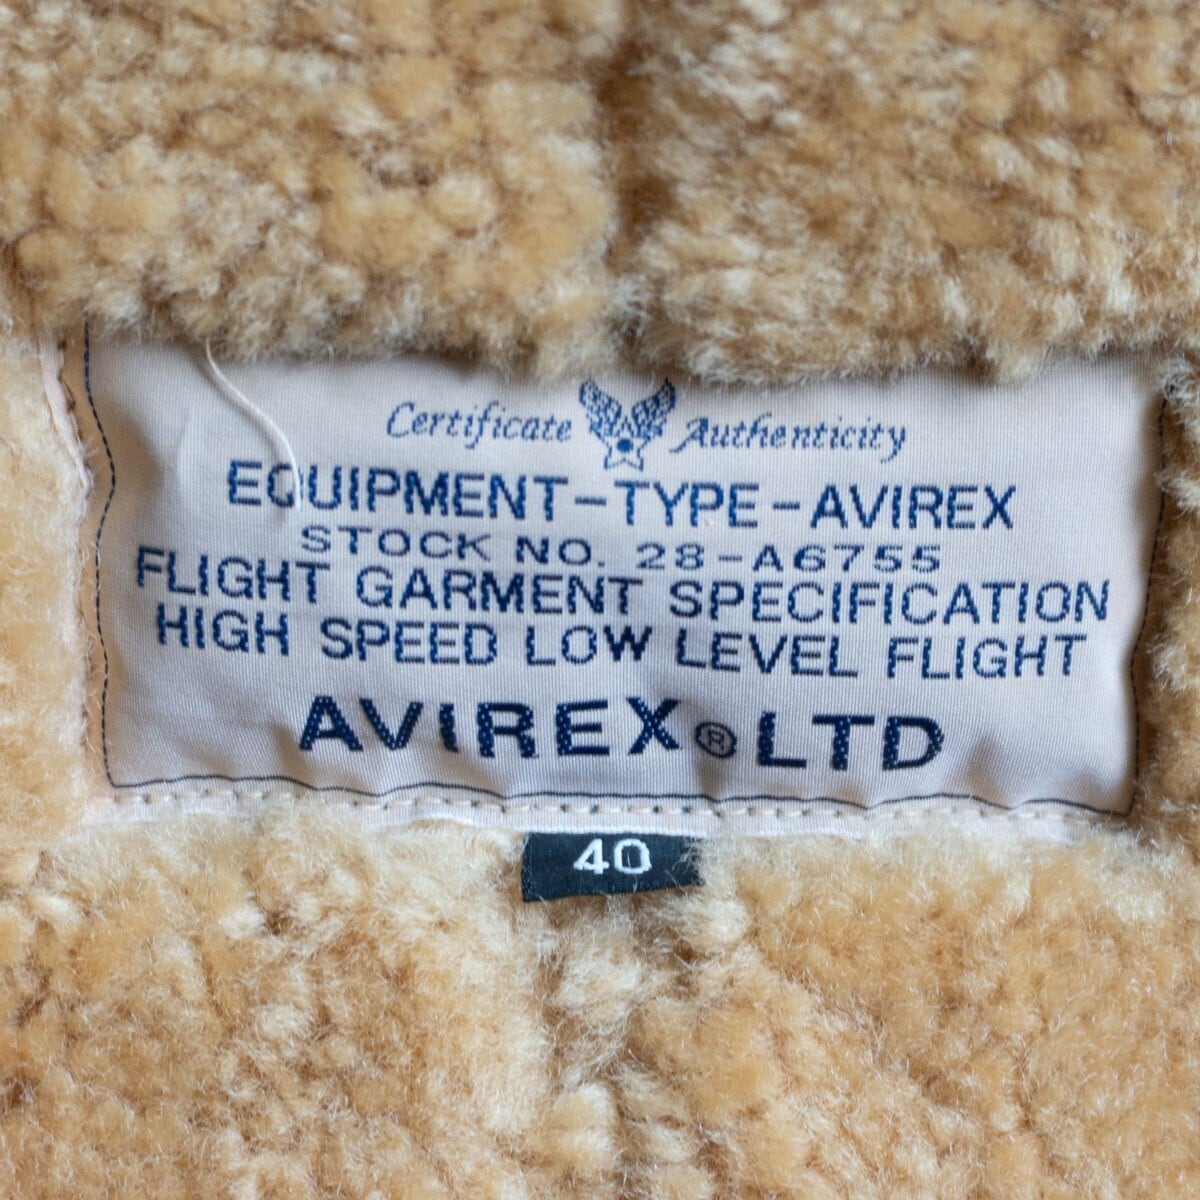 Certificate Authenticity
EQUIPMENT-TYPE-AVIREX
STOCK NO. 28-A6755
FLIGHT GARMENT SPECIFICATION
HIGH SPEED LOW LEVEL FLIGHT
AVIREX® LTD
40